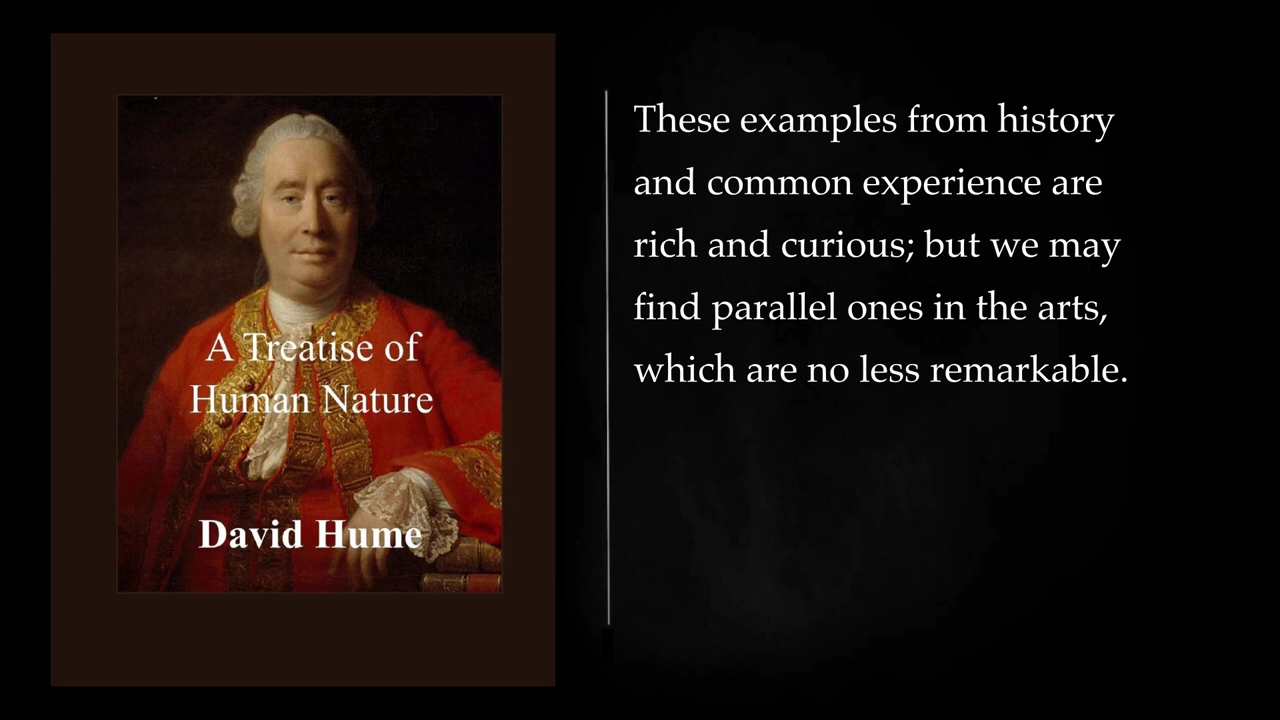 A Treatise of
Human Nature
David Hume
These examples from history
and common experience are
rich and curious; but we may
find parallel ones in the arts,
which are no less remarkable.